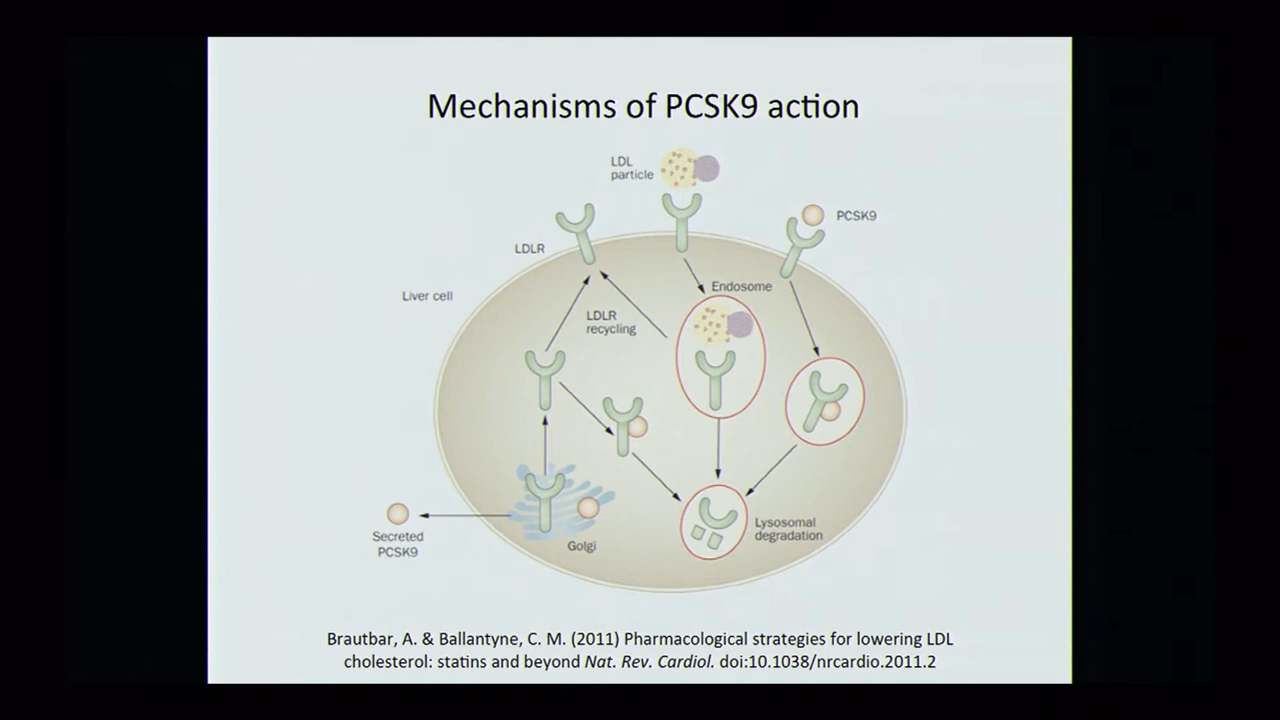 Mechanisms of PCSK9 action
LDL
particle
PCSK9
LDLR
Endosome
Liver cell
LDLR
recycling
Secreted
PCSK9
Golgi
Lysosomal
degradation
Brautbar, A. & Ballantyne, C. M. (2011) Pharmacological strategies for lowering LDL
cholesterol: statins and beyond Nat. Rev. Cardiol. doi:10.1038/nrcardio.2011.2